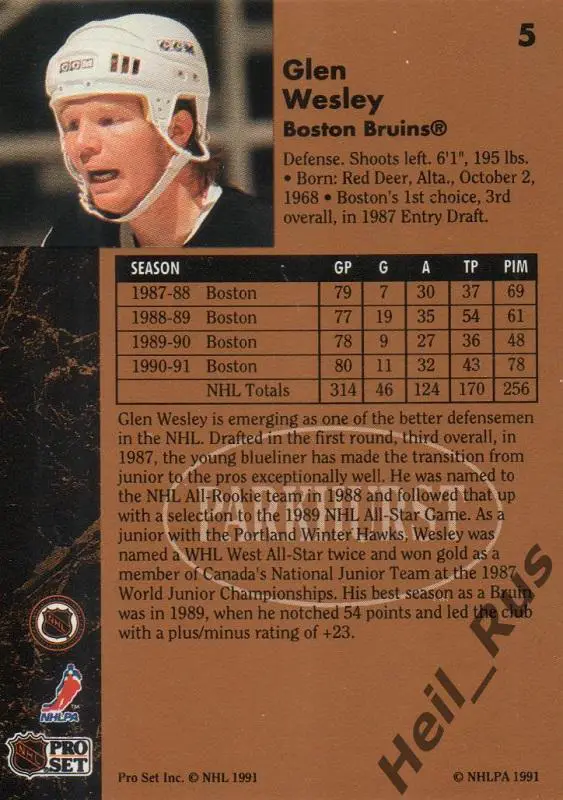 5
CCM
CCM
Glen
Wesley
Boston Bruins®
Defense. Shoots left. 6'1", 195 lbs.
• Born: Red Deer, Alta., October 2,
1968 • Boston's 1st choice, 3rd
overall, in 1987 Entry Draft.
SEASON GP G A TP PIM
1987-88 Boston 79 7 30 37 69
1988-89 Boston 77 19 35 54 61
1989-90 Boston 78 9 27 36 48
1990-91 Boston 80 11 32 43 78
NHL Totals 314 46 124 170 256
Glen Wesley is emerging as one of the better defensemen
in the NHL. Drafted in the first round, third overall, in
1987, the young blueliner has made the transition from
junior to the pros exceptionally well. He was named to
the NHL All-Rookie team in 1988 and followed that up
with a selection to the 1989 NHL All-Star Game. As a
junior with the Portland Winter Hawks, Wesley was
named a WHL West All-Star twice and won gold as a
member of Canada's National Junior Team at the 1987
World Junior Championships. His best season as a Bruin
was in 1989, when he notched 54 points and led the club
with a plus/minus rating of +23.
PARKHURST
NHL
NHLPA
TM
NHL
PRO
SET
Pro Set Inc. © NHL 1991
© NHLPA 1991
Heil_Rus